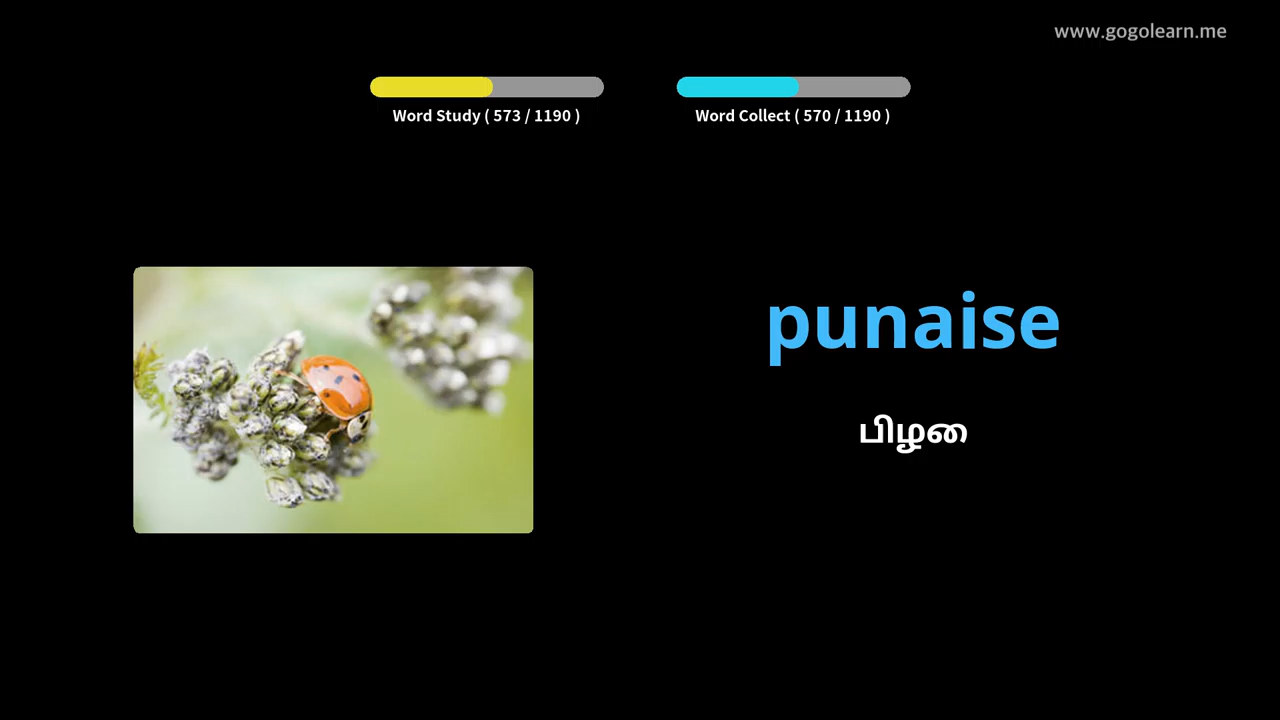 www.gogolearn.me
Word Study ( 573 / 1190 )
Word Collect ( 570 / 1190 )
punaise
பிழை